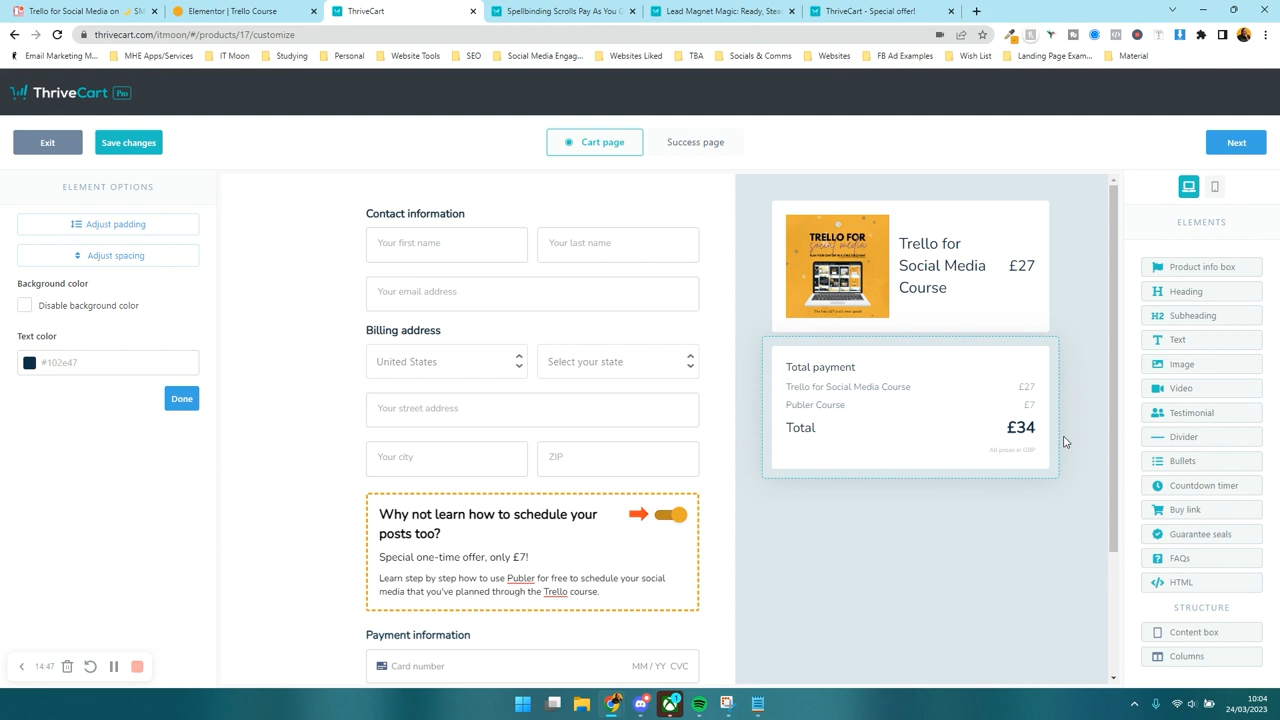 Trello for Social Media on 🌙 SM
Elementor | Trello Course
ThriveCart
Spellbinding Scrolls Pay As You G
Lead Magnet Magic: Ready, Stea
ThriveCart - Special offer!
thrivecart.com/itmoon/#/products/17/customize
Email Marketing M...
MHE Apps/Services
IT Moon
Studying
Personal
Website Tools
SEO
Social Media Engag...
Websites Liked
TBA
Socials & Comms
Websites
FB Ad Examples
Wish List
Landing Page Exam...
Material
ThriveCart Pro
Exit
Save changes
Cart page
Success page
Next
ELEMENT OPTIONS
Adjust padding
Adjust spacing
Background color
Disable background color
Text color
#102e47
Done
Contact information
Your first name
Your last name
Your email address
Billing address
United States
Select your state
Your street address
Your city
ZIP
Why not learn how to schedule your
posts too?
Special one-time offer, only £7!
Learn step by step how to use Publer for free to schedule your social
media that you've planned through the Trello course.
Payment information
Card number
MM / YY CVC
TRELLO FOR
social media
Trello for
Social Media
Course
£27
Total payment
Trello for Social Media Course £27
Publer Course £7
Total £34
All prices in GBP
ELEMENTS
Product info box
H Heading
H2 Subheading
T Text
Image
Video
Testimonial
Divider
Bullets
Countdown timer
Buy link
Guarantee seals
FAQs
HTML
STRUCTURE
Content box
Columns
14:47
10:04
24/03/2023